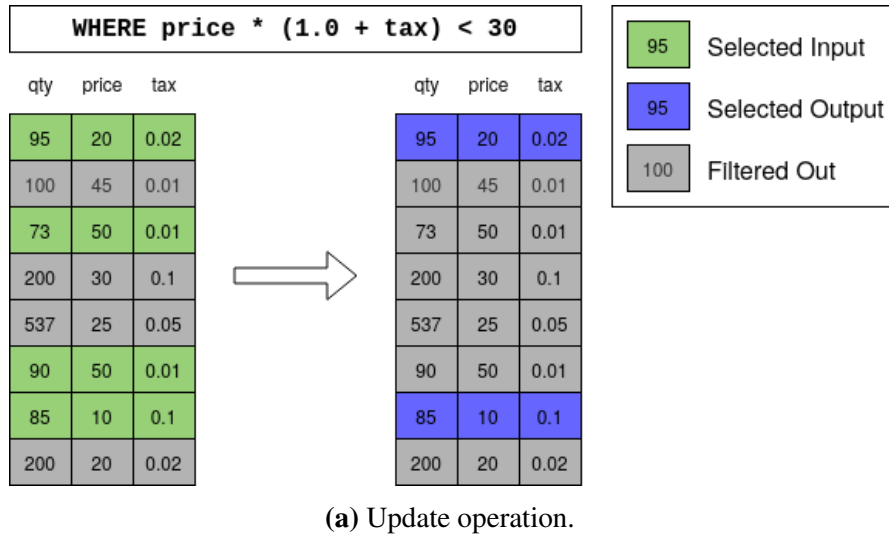 WHERE price * (1.0 + tax) < 30
qty price tax
95 20 0.02
100 45 0.01
73 50 0.01
200 30 0.1
537 25 0.05
90 50 0.01
85 10 0.1
200 20 0.02
qty price tax
95 20 0.02
100 45 0.01
73 50 0.01
200 30 0.1
537 25 0.05
90 50 0.01
85 10 0.1
200 20 0.02
95 Selected Input
95 Selected Output
100 Filtered Out
(a) Update operation.